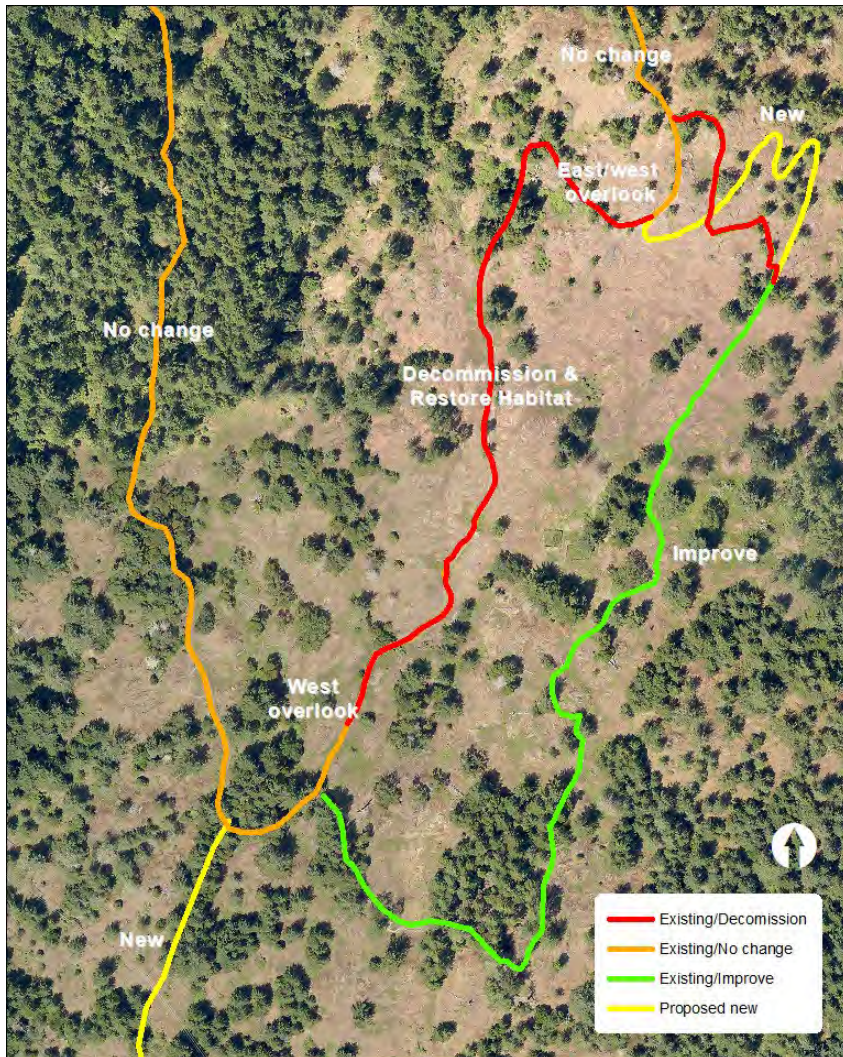 No change
New
East/west
overlook
No change
Decommission &
Restore Habitat
Improve
West
overlook
New
Existing/Decomission
Existing/No change
Existing/Improve
Proposed new